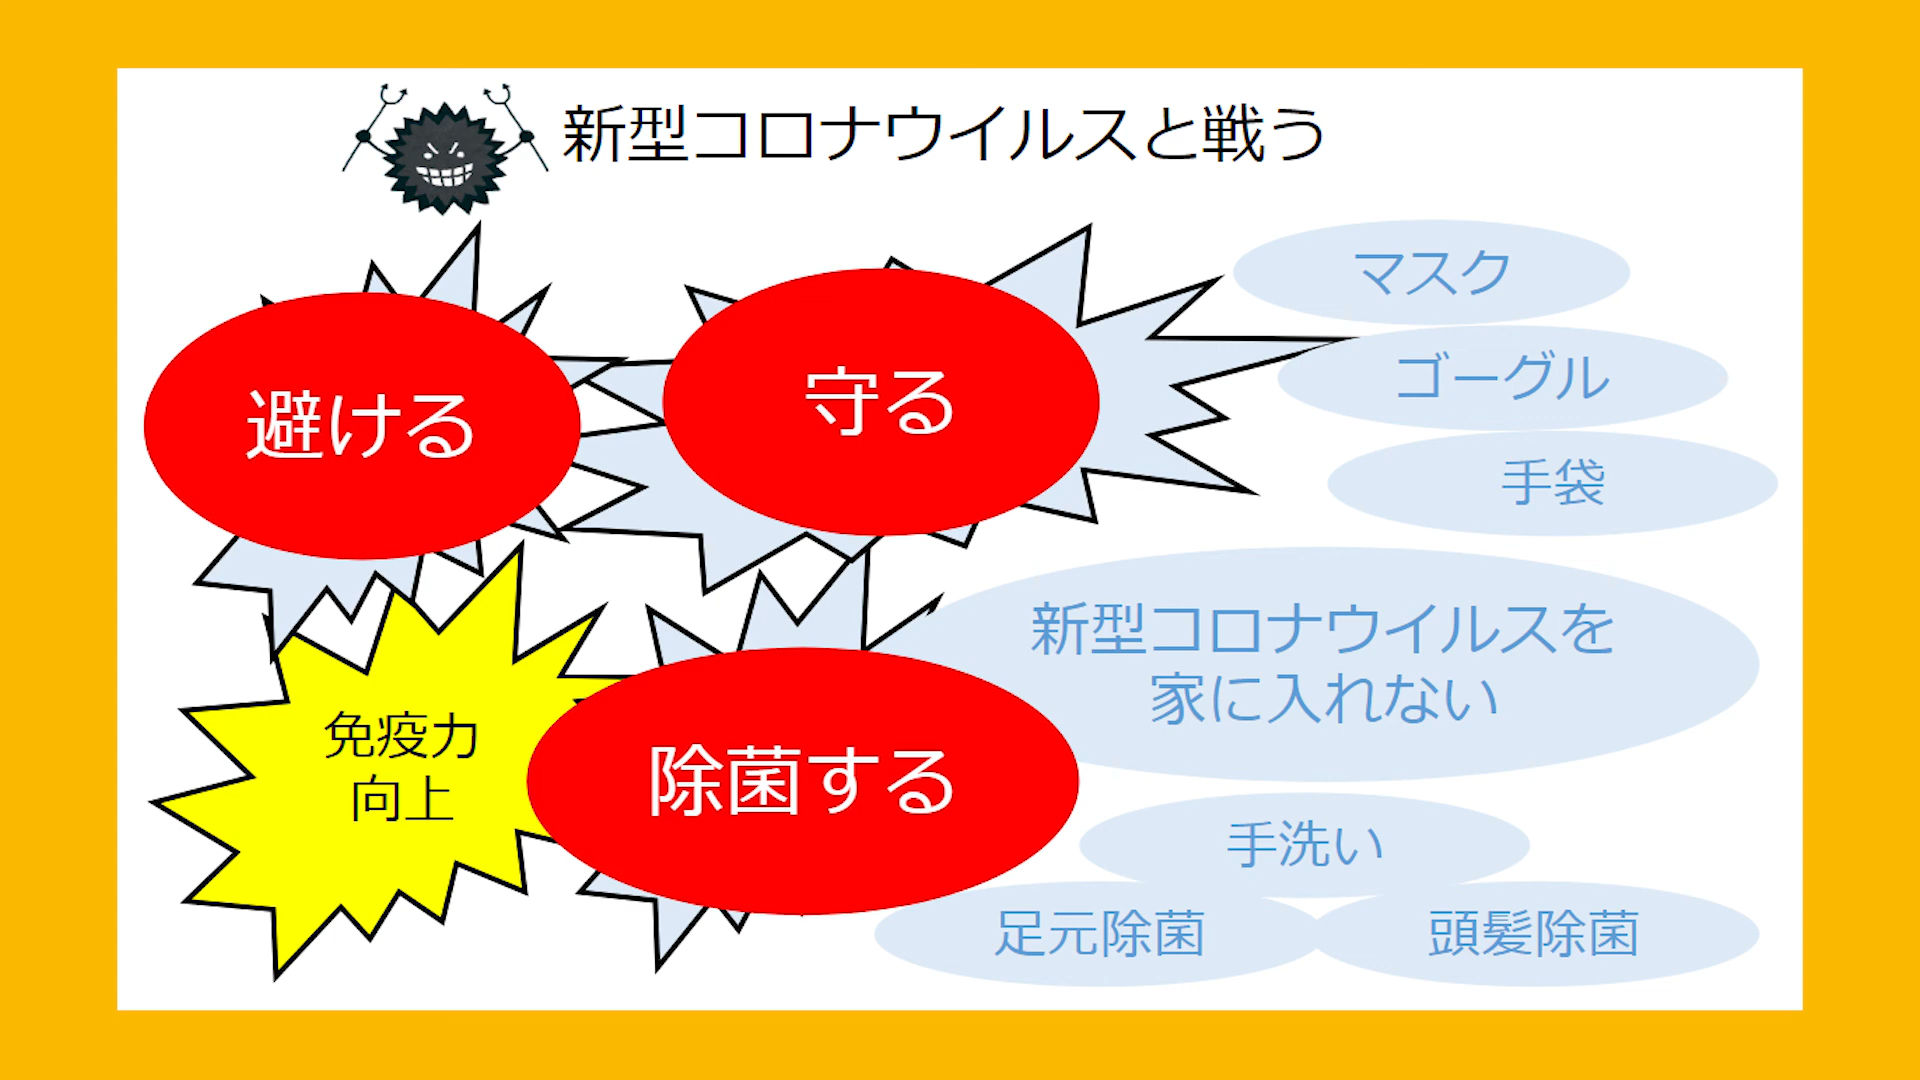 新型コロナウイルスと戦う
避ける
守る
マスク
ゴーグル
手袋
新型コロナウイルスを
家に入れない
免疫力
向上
除菌する
手洗い
足元除菌
頭髪除菌